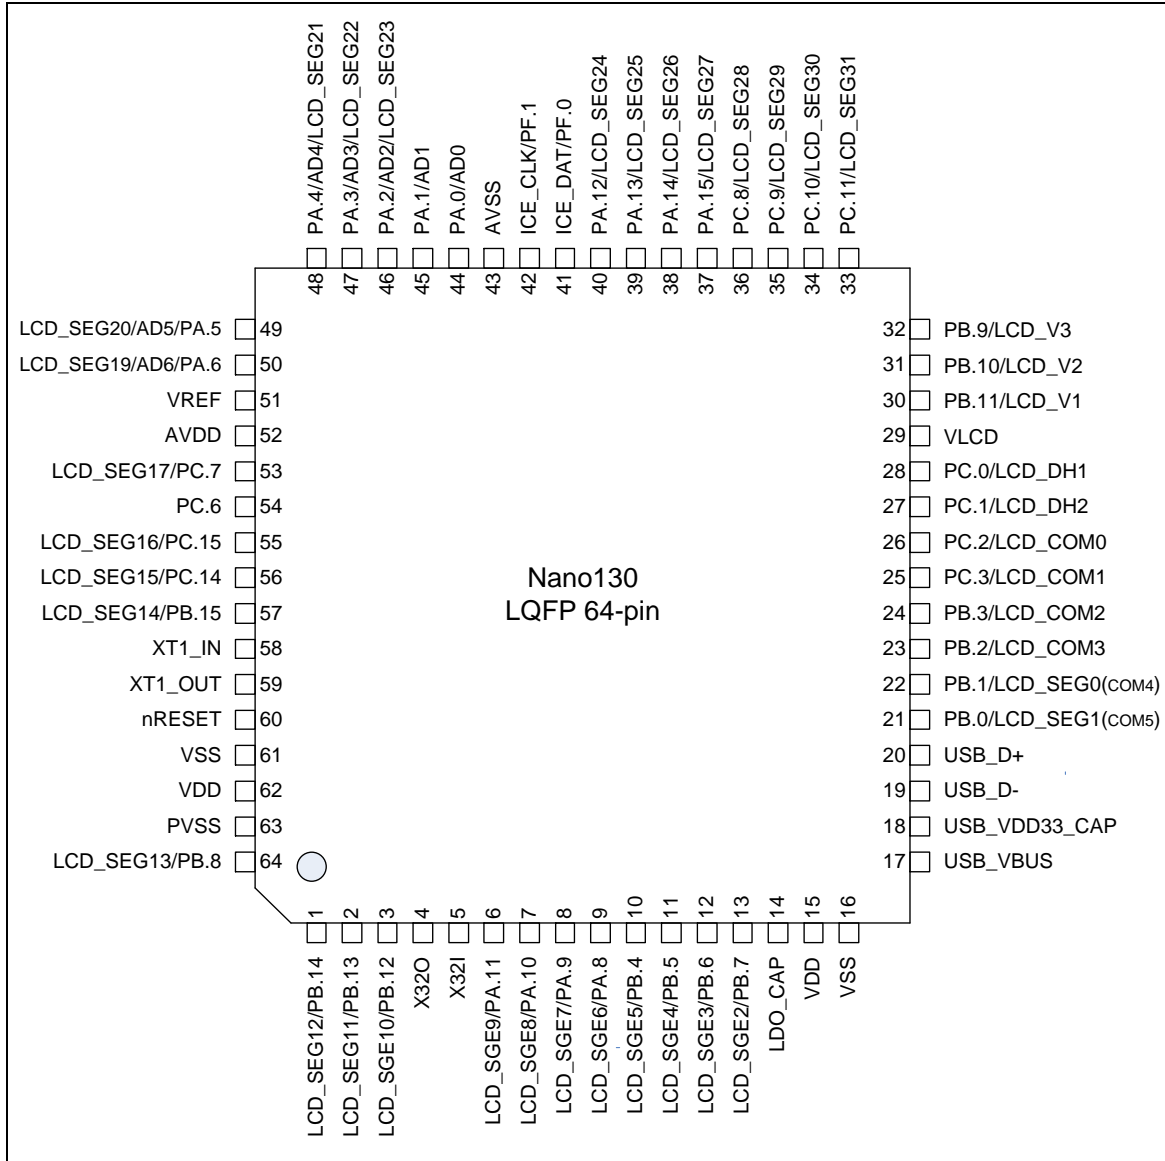 PA.4/AD4/LCD_SEG21
PA.3/AD3/LCD_SEG22
PA.2/AD2/LCD_SEG23
PA.1/AD1
PA.0/AD0
AVSS
ICE_CLK/PF.1
ICE_DAT/PF.0
PA.12/LCD_SEG24
PA.13/LCD_SEG25
PA.14/LCD_SEG26
PA.15/LCD_SEG27
PC.8/LCD_SEG28
PC.9/LCD_SEG29
PC.10/LCD_SEG30
PC.11/LCD_SEG31
48
47
46
45
44
43
42
41
40
39
38
37
36
35
34
33
LCD_SEG20/AD5/PA.5 49
LCD_SEG19/AD6/PA.6 50
VREF 51
AVDD 52
LCD_SEG17/PC.7 53
PC.6 54
LCD_SEG16/PC.15 55
LCD_SEG15/PC.14 56
LCD_SEG14/PB.15 57
XT1_IN 58
XT1_OUT 59
nRESET 60
VSS 61
VDD 62
PVSS 63
LCD_SEG13/PB.8 64
Nano130
LQFP 64-pin
32 PB.9/LCD_V3
31 PB.10/LCD_V2
30 PB.11/LCD_V1
29 VLCD
28 PC.0/LCD_DH1
27 PC.1/LCD_DH2
26 PC.2/LCD_COM0
25 PC.3/LCD_COM1
24 PB.3/LCD_COM2
23 PB.2/LCD_COM3
22 PB.1/LCD_SEG0(COM4)
21 PB.0/LCD_SEG1(COM5)
20 USB_D+
19 USB_D-
18 USB_VDD33_CAP
17 USB_VBUS
1
2
3
4
5
6
7
8
9
10
11
12
13
14
15
16
LCD_SEG12/PB.14
LCD_SEG11/PB.13
LCD_SGE10/PB.12
X32O
X32I
LCD_SGE9/PA.11
LCD_SGE8/PA.10
LCD_SGE7/PA.9
LCD_SGE6/PA.8
LCD_SGE5/PB.4
LCD_SGE4/PB.5
LCD_SGE3/PB.6
LCD_SGE2/PB.7
LDO_CAP
VDD
VSS